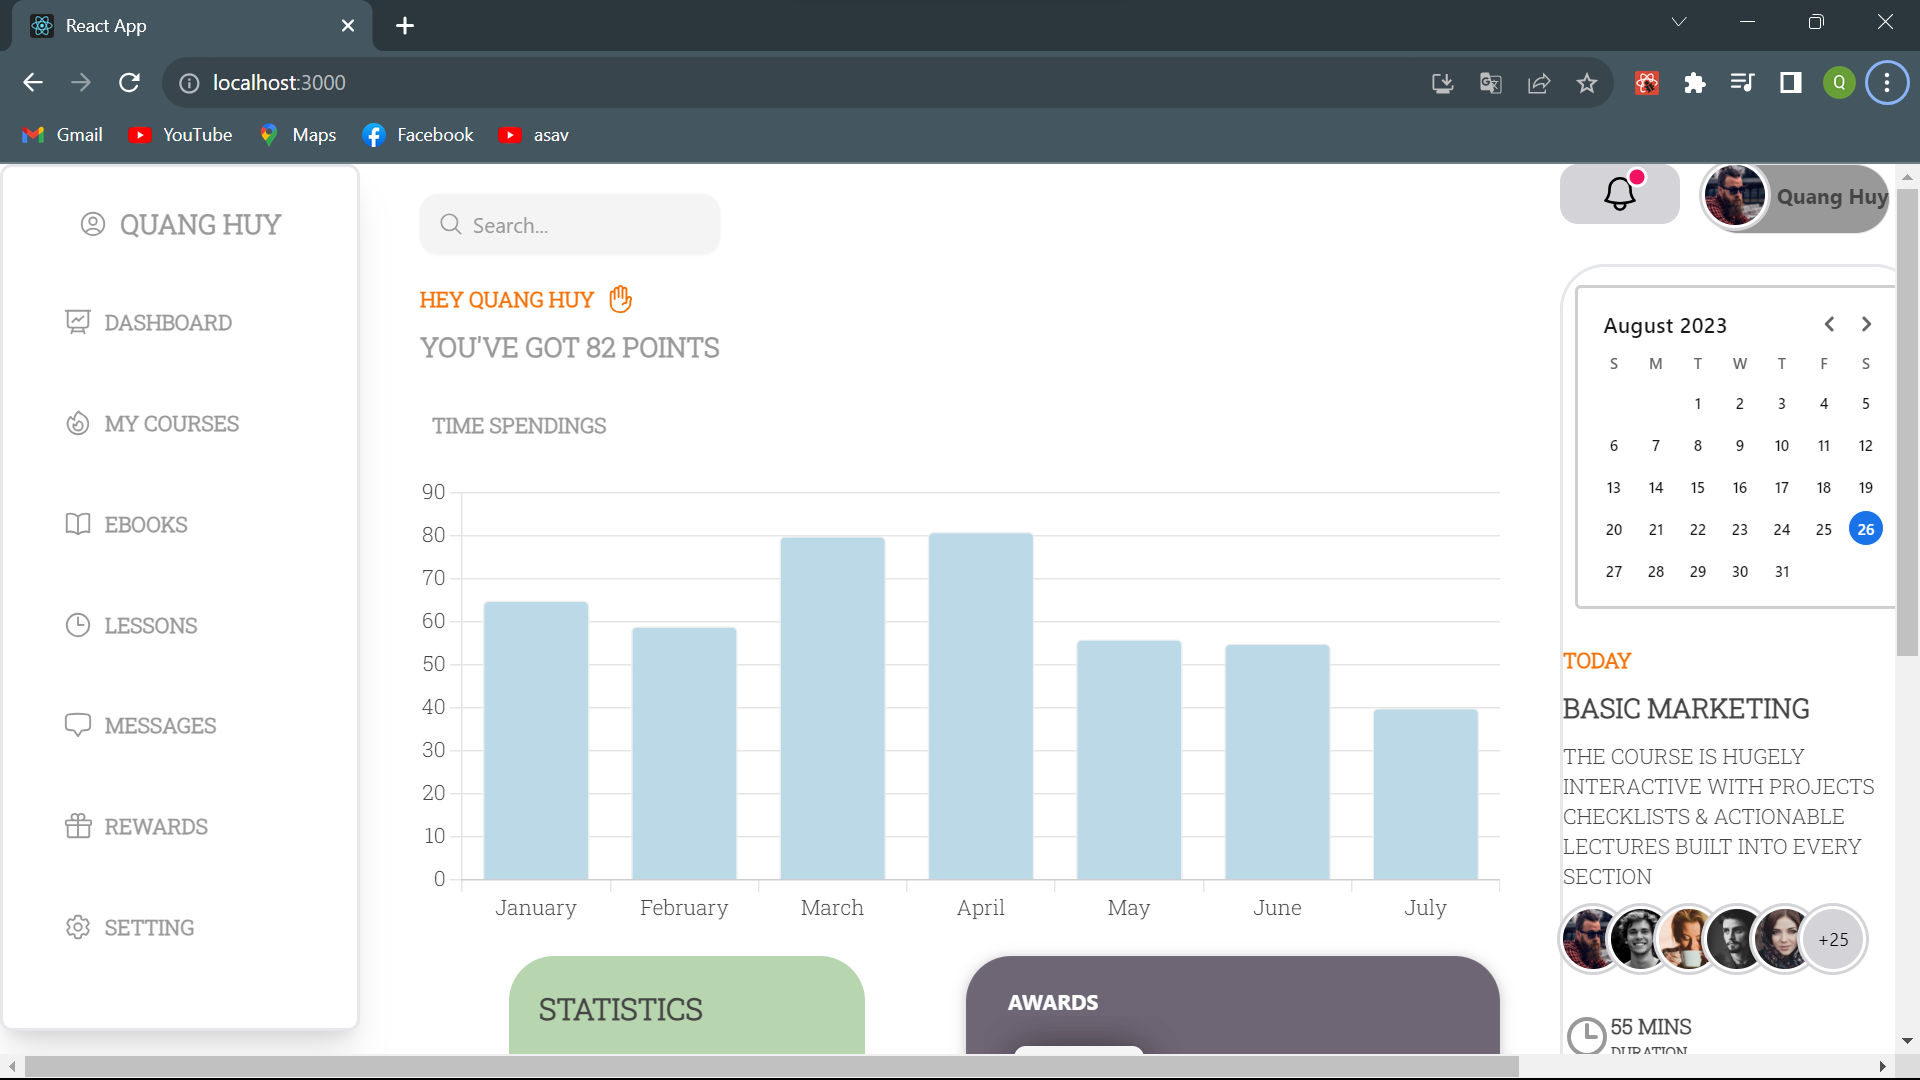 React App
localhost:3000
Q
Gmail
YouTube
Maps
Facebook
asav
QUANG HUY
DASHBOARD
MY COURSES
EBOOKS
LESSONS
MESSAGES
REWARDS
SETTING
Search...
HEY QUANG HUY
YOU'VE GOT 82 POINTS
TIME SPENDINGS
90
80
70
60
50
40
30
20
10
0
January February March April May June July
STATISTICS
AWARDS
Quang Huy
August 2023
S M T W T F S
1 2 3 4 5
6 7 8 9 10 11 12
13 14 15 16 17 18 19
20 21 22 23 24 25 26
27 28 29 30 31
TODAY
BASIC MARKETING
THE COURSE IS HUGELY
INTERACTIVE WITH PROJECTS
CHECKLISTS & ACTIONABLE
LECTURES BUILT INTO EVERY
SECTION
+25
55 MINS
DURATION